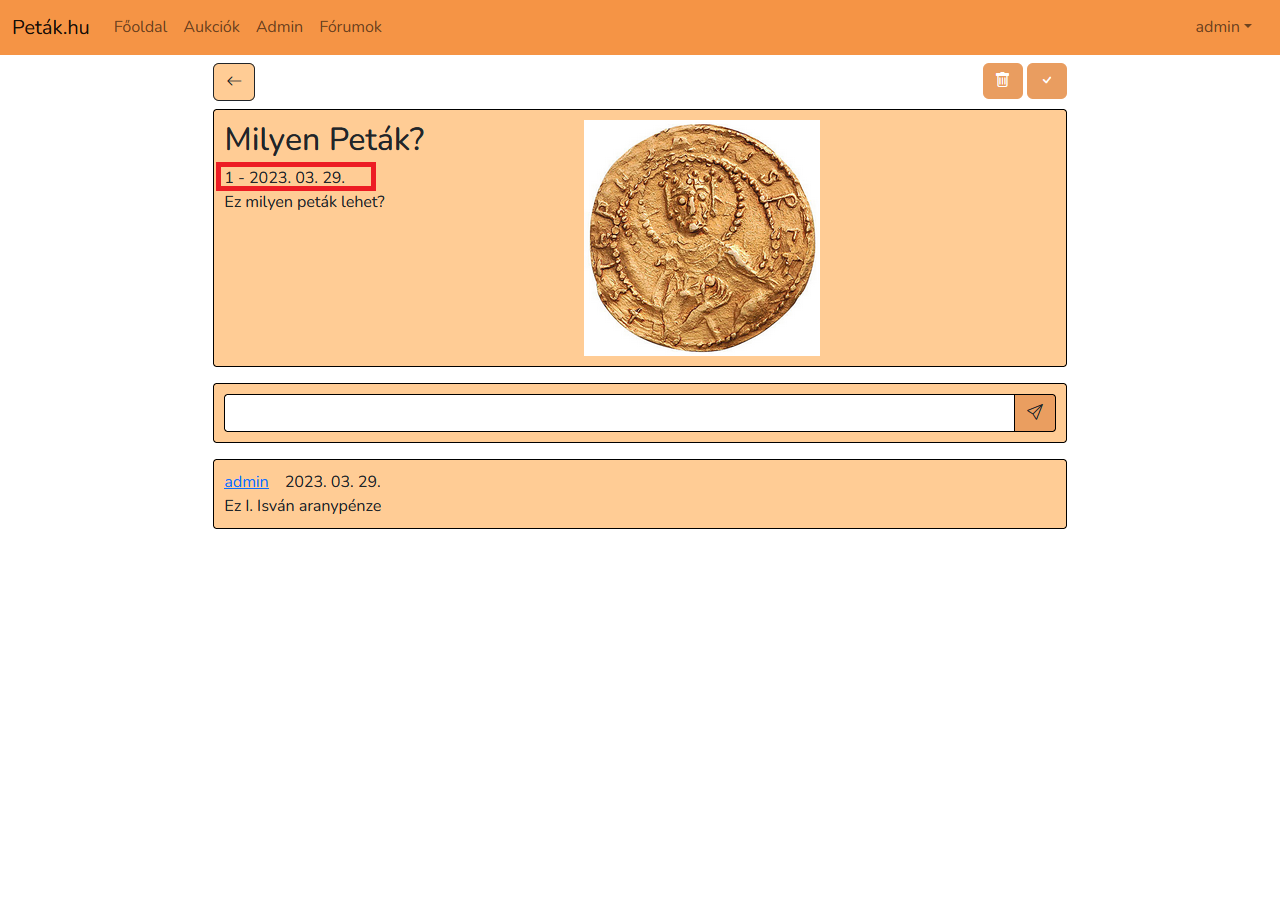 Peták.hu Főoldal Aukciók Admin Fórumok admin
Milyen Peták?
1 - 2023. 03. 29.
Ez milyen peták lehet?
admin 2023. 03. 29.
Ez I. Isván aranypénze